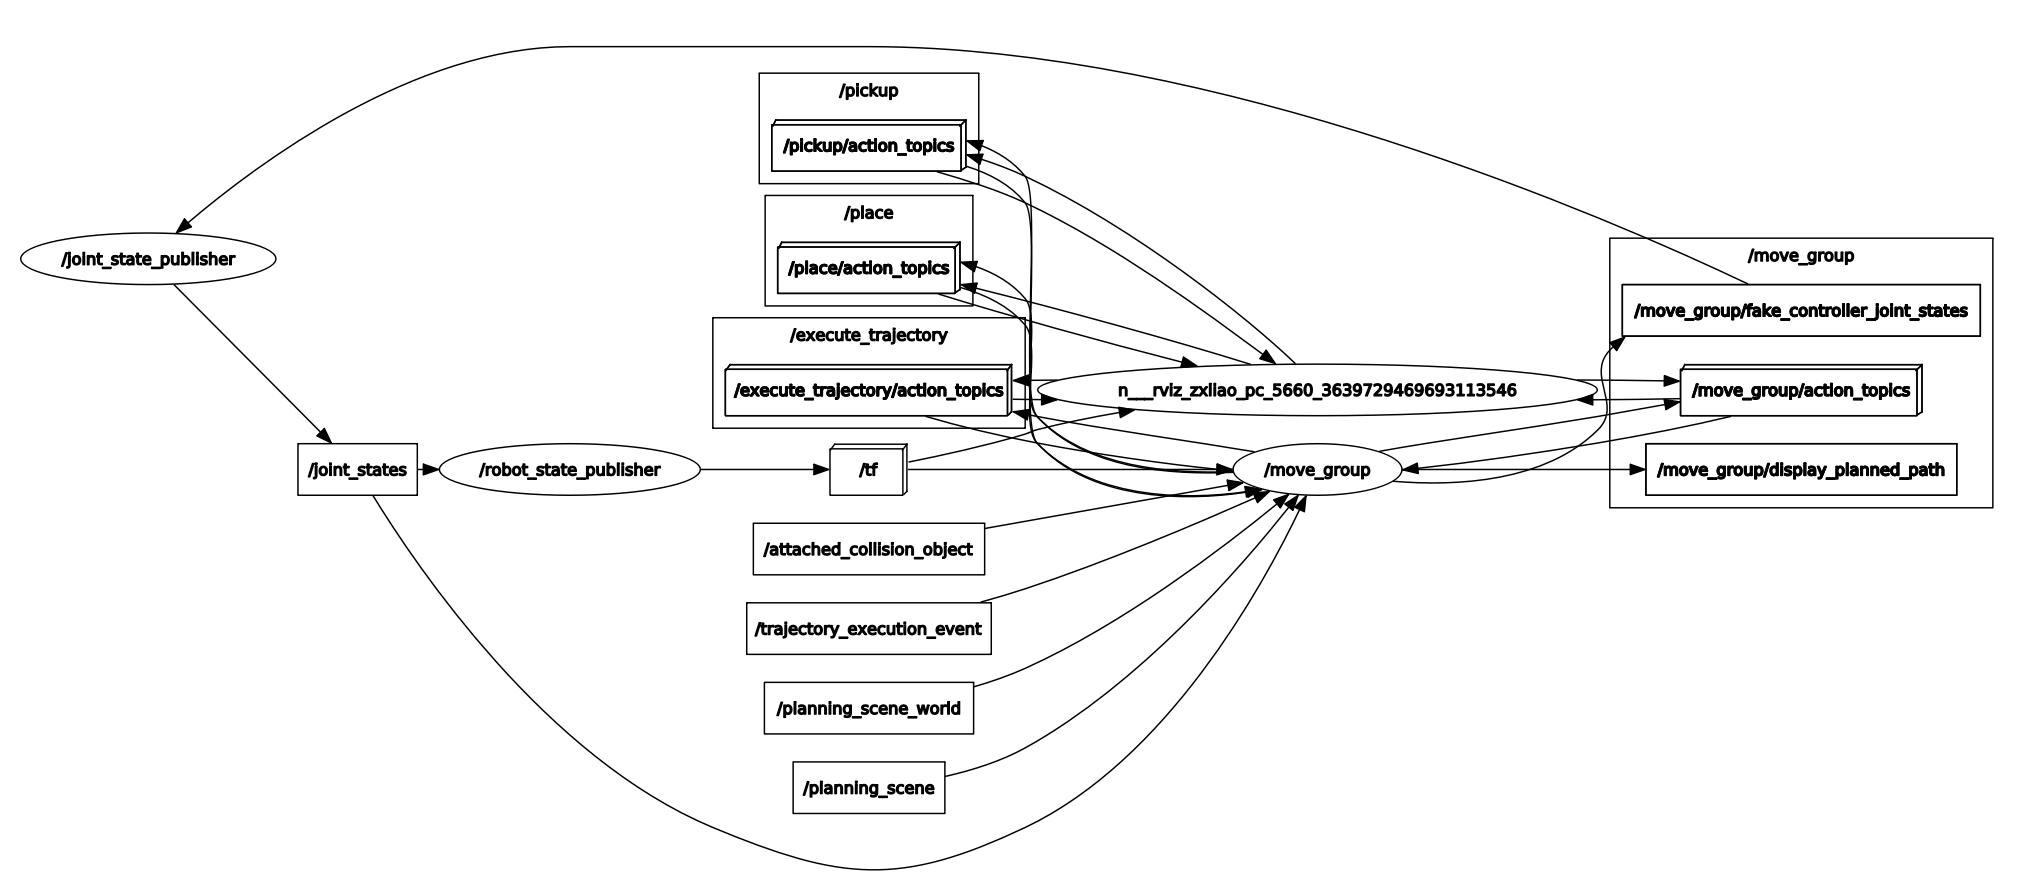 /pickup
/pickup/action_topics
/place
/place/action_topics
/joint_state_publisher
/move_group
/move_group/fake_controller_joint_states
/execute_trajectory
/execute_trajectory/action_topics
n___rviz_zxliao_pc_5660_3639729469693113546
/move_group/action_topics
/joint_states
/robot_state_publisher
/tf
/move_group
/move_group/display_planned_path
/attached_collision_object
/trajectory_execution_event
/planning_scene_world
/planning_scene